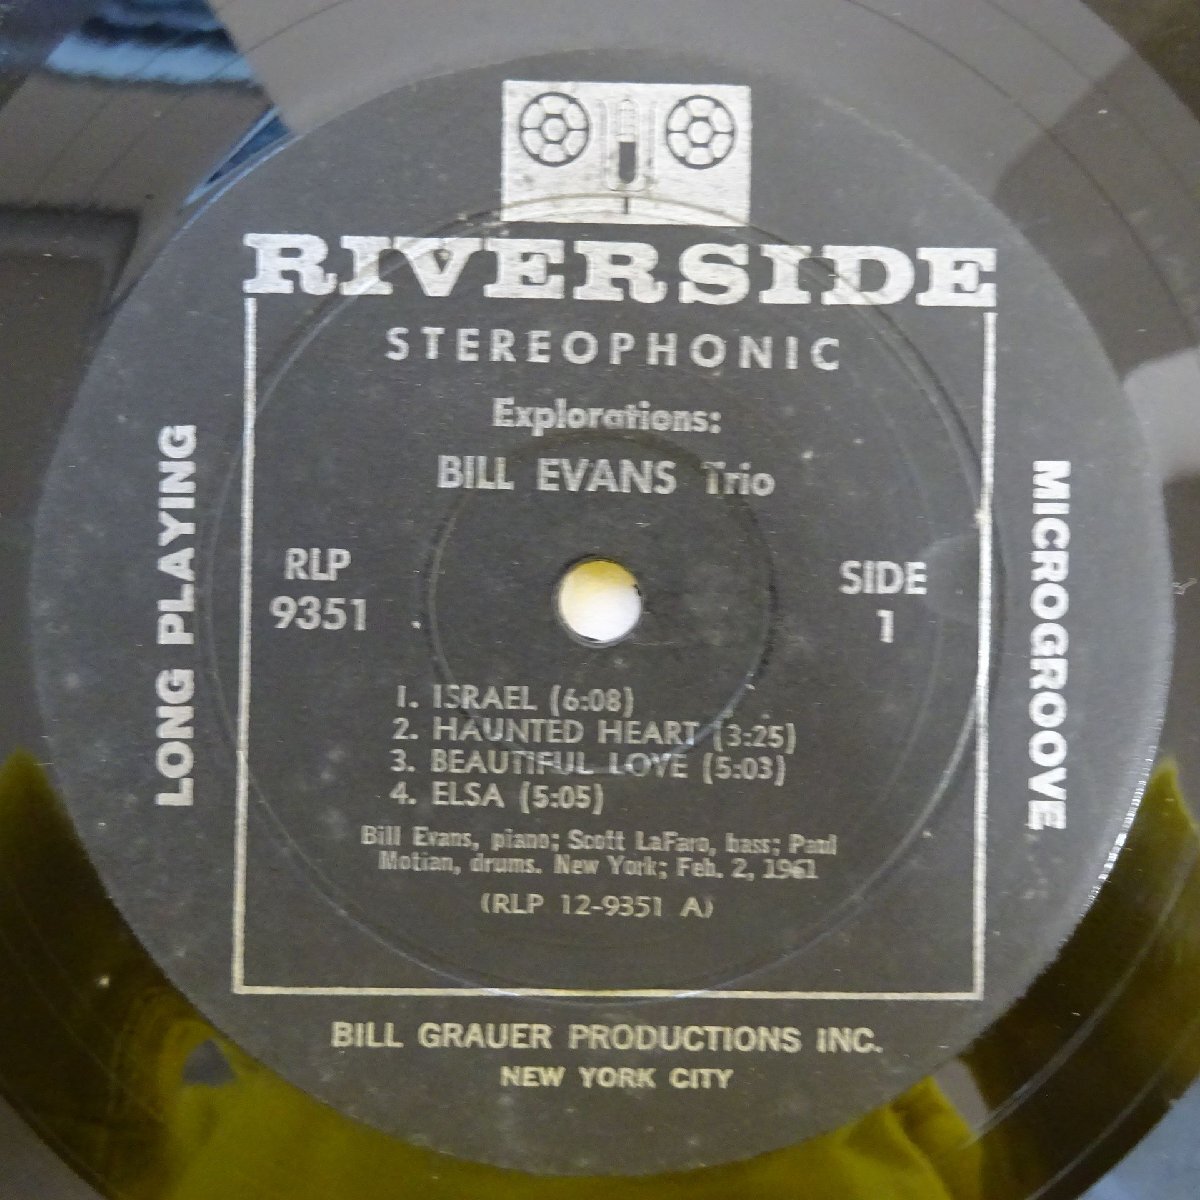 RIVERSIDE
STEREOPHONIC
Explorations:
BILL EVANS Trio
RLP
9351
SIDE
1
LONG PLAYING
MICROGROOVE
1. ISRAEL (6:08)
2. HAUNTED HEART (3:25)
3. BEAUTIFUL LOVE (5:03)
4. ELSA (5:05)
Bill Evans, piano; Scott LaFaro, bass; Paul
Motian, drums. New York; Feb. 2, 1961
(RLP 12-9351 A)
BILL GRAUER PRODUCTIONS INC.
NEW YORK CITY